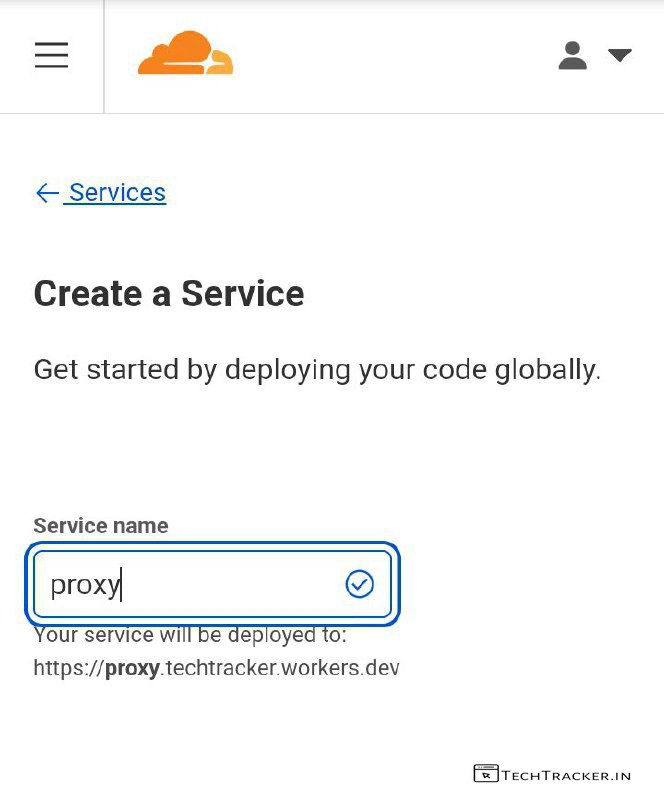 ← Services
Create a Service
Get started by deploying your code globally.
Service name
proxy
Your service will be deployed to:
https://proxy.techtracker.workers.dev
TECHTRACKER.IN